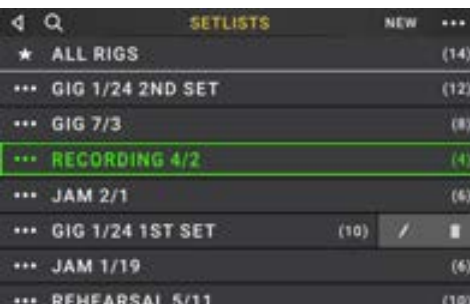 SETLISTS NEW
ALL RIGS (14)
GIG 1/24 2ND SET (12)
GIG 7/3 (8)
RECORDING 4/2 (4)
JAM 2/1 (6)
GIG 1/24 1ST SET (10)
JAM 1/19 (6)
REHEARSAL 5/11